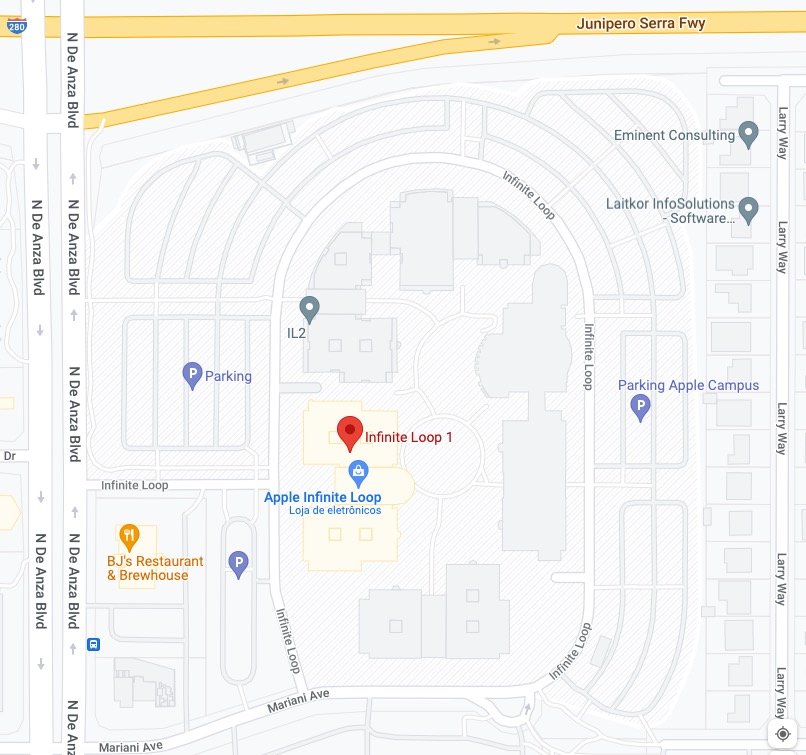 280
Junipero Serra Fwy
N De Anza Blvd
Larry Way
Eminent Consulting
Infinite Loop
Laitkor InfoSolutions
- Software...
N De Anza Blvd
N De Anza Blvd
Larry Way
IL2
Infinite Loop
P
Parking
Parking Apple Campus
P
N De Anza Blvd
Larry Way
Infinite Loop 1
Dr
Infinite Loop
Apple Infinite Loop
Loja de eletrônicos
BJ's Restaurant
& Brewhouse
P
N De Anza Blvd
N De Anza Blvd
Larry Way
Infinite Loop
Infinite Loop
Larry Way
Mariani Ave
N De Anza
Mariani Ave